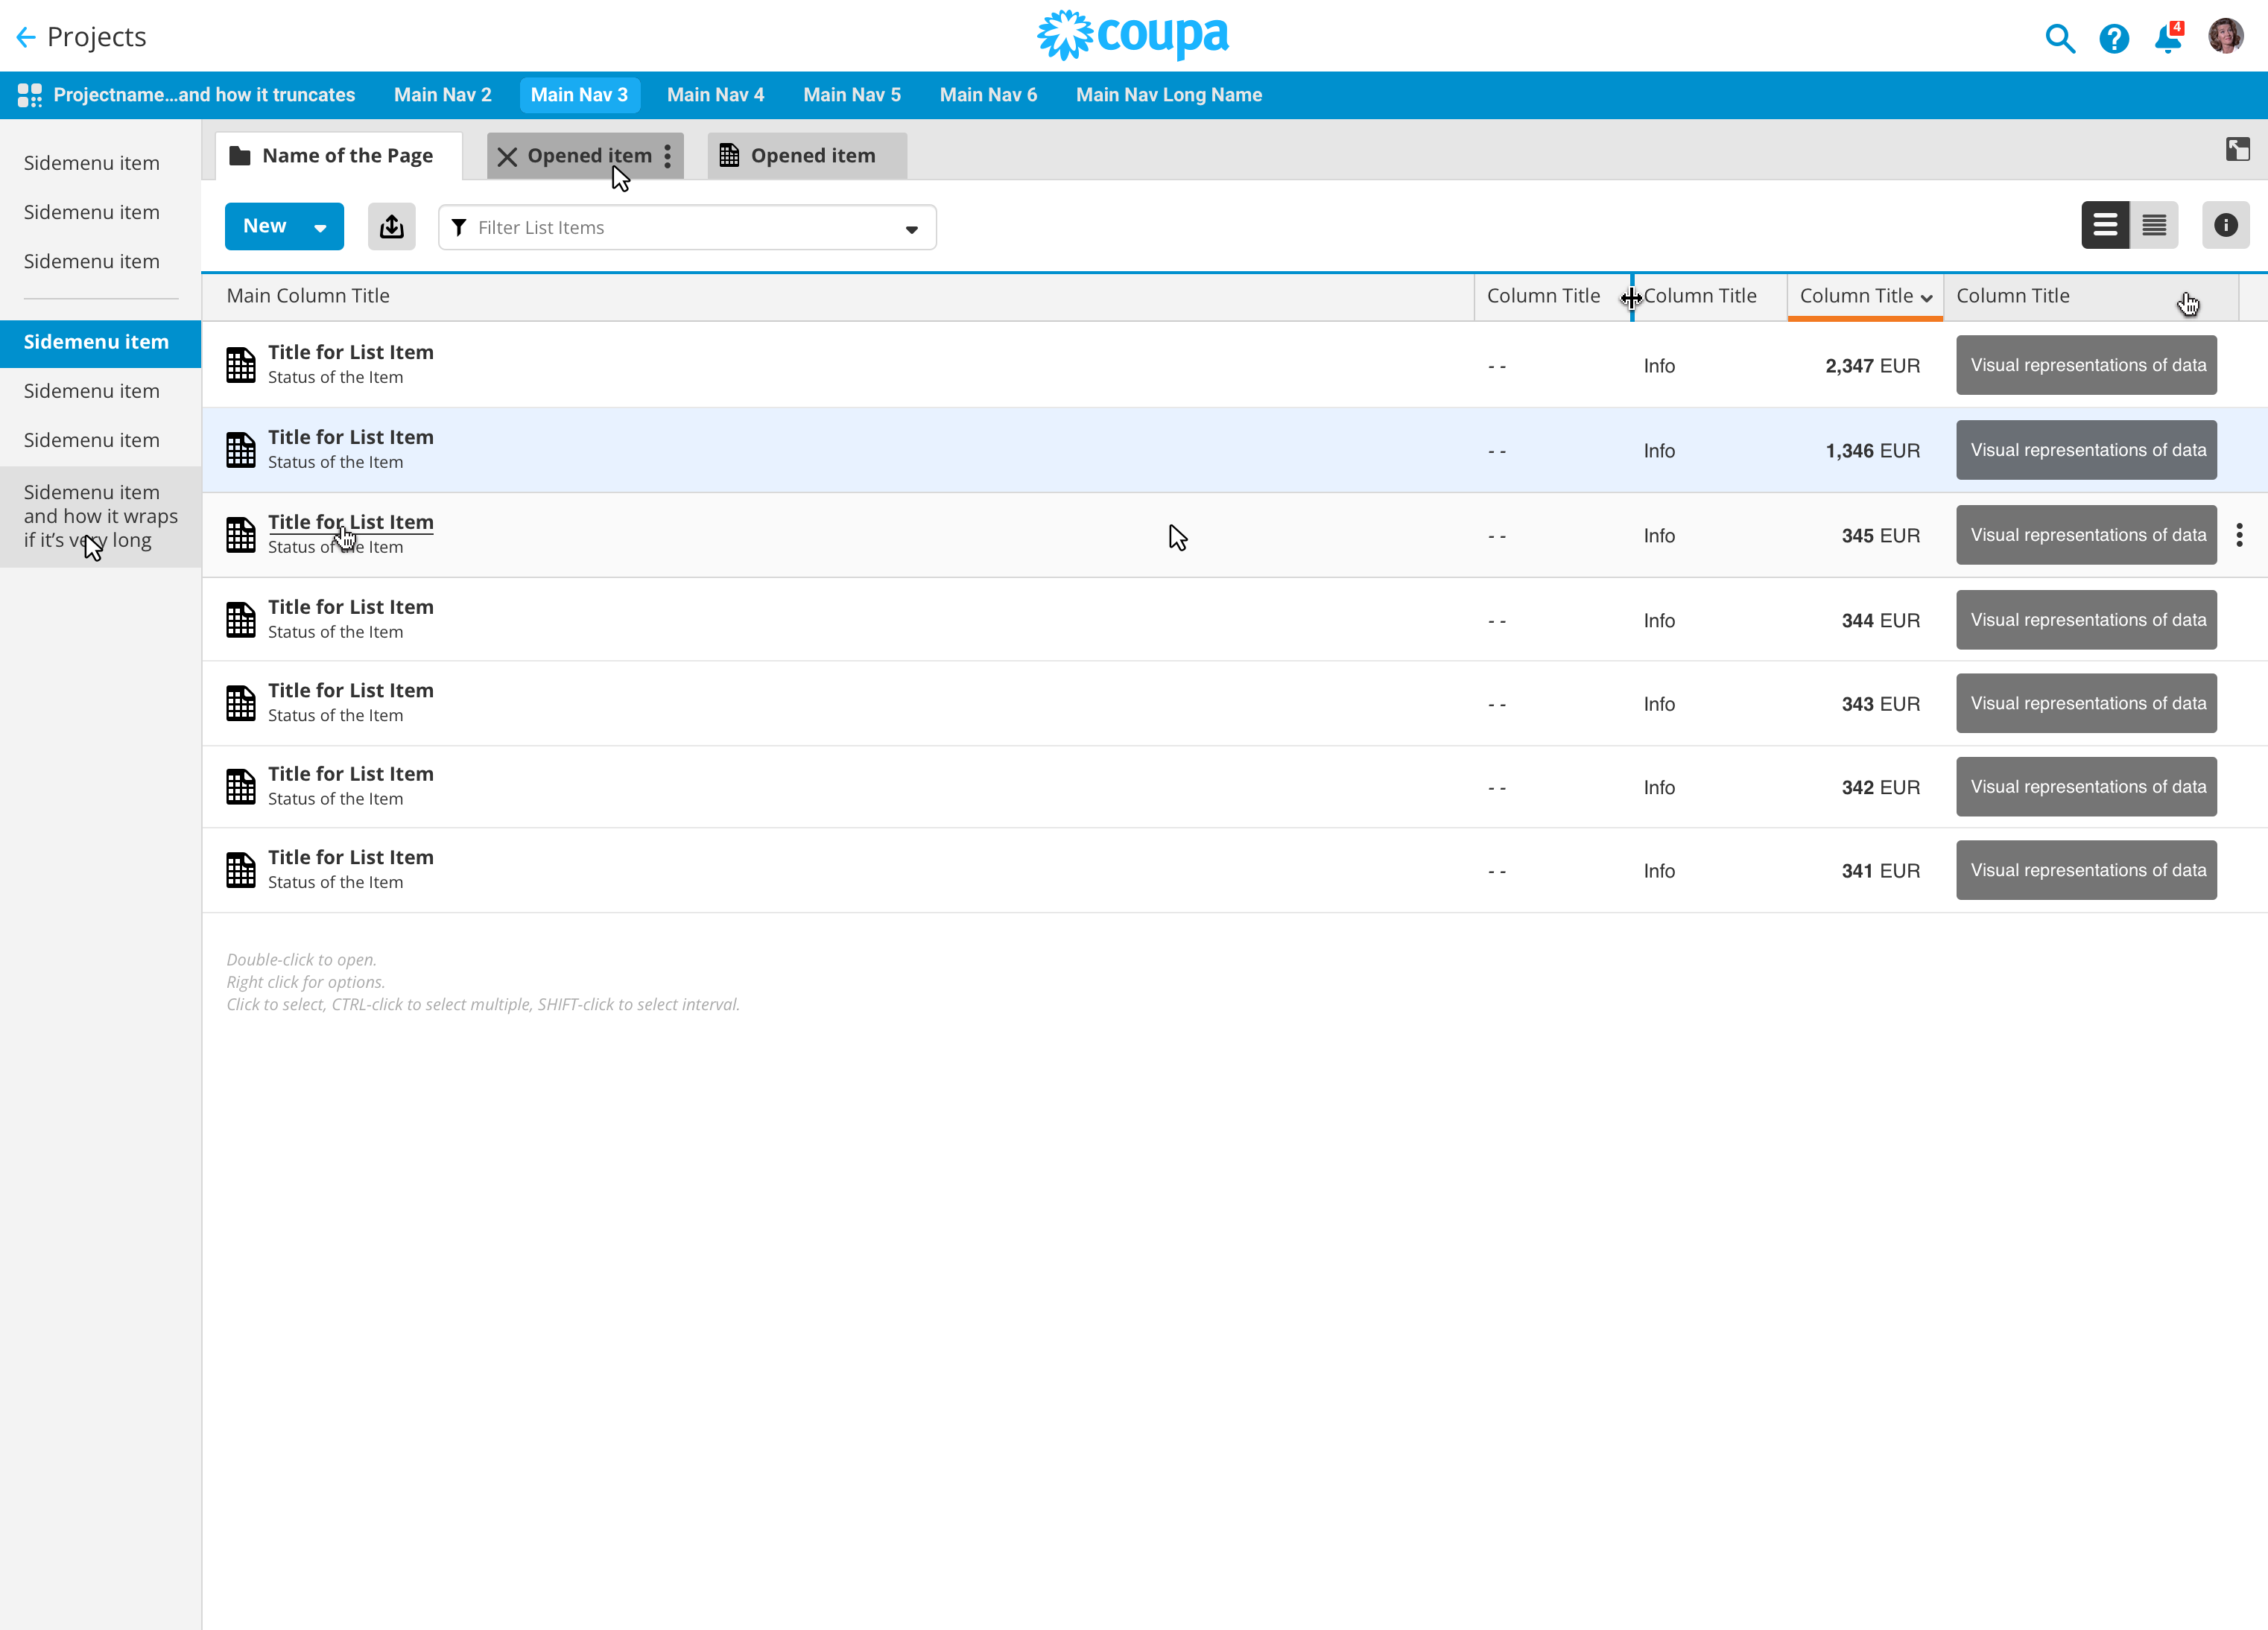 Projects
coupa
4
Projectname...and how it truncates Main Nav 2 Main Nav 3 Main Nav 4 Main Nav 5 Main Nav 6 Main Nav Long Name
Sidemenu item
Sidemenu item
Sidemenu item
Sidemenu item
Sidemenu item
Sidemenu item
Sidemenu item
and how it wraps
if it's very long
Name of the Page Opened item Opened item
New Filter List Items
Main Column Title Column Title Column Title Column Title Column Title
Title for List Item
Status of the Item
-- Info 2,347 EUR Visual representations of data
Title for List Item
Status of the Item
-- Info 1,346 EUR Visual representations of data
Title for List Item
Status of the Item
-- Info 345 EUR Visual representations of data
Title for List Item
Status of the Item
-- Info 344 EUR Visual representations of data
Title for List Item
Status of the Item
-- Info 343 EUR Visual representations of data
Title for List Item
Status of the Item
-- Info 342 EUR Visual representations of data
Title for List Item
Status of the Item
-- Info 341 EUR Visual representations of data
Double-click to open.
Right click for options.
Click to select, CTRL-click to select multiple, SHIFT-click to select interval.